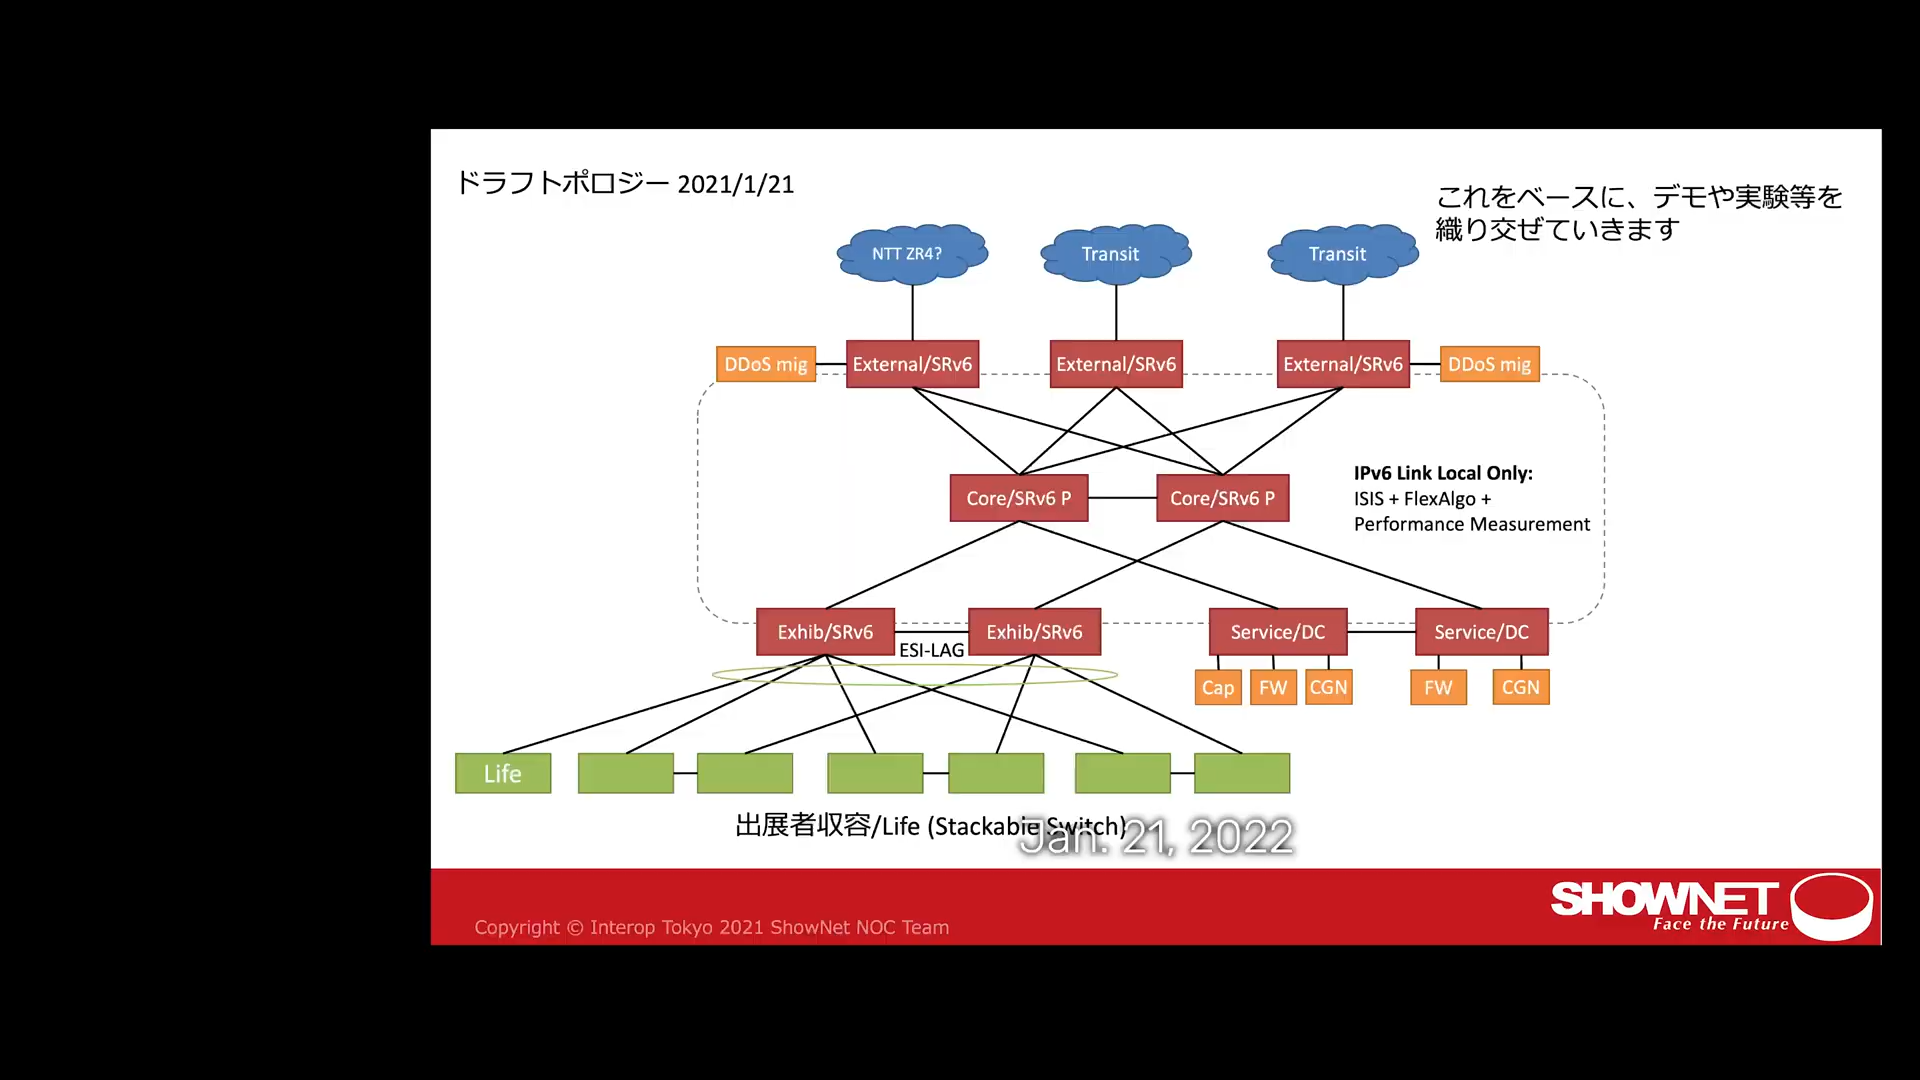 ドラフトポロジー 2021/1/21
これをベースに、デモや実験等を
織り交ぜていきます
NTT ZR4?
Transit
Transit
DDoS mig
External/SRv6
External/SRv6
External/SRv6
DDoS mig
Core/SRv6 P
Core/SRv6 P
IPv6 Link Local Only:
ISIS + FlexAlgo +
Performance Measurement
Exhib/SRv6
ESI-LAG
Exhib/SRv6
Service/DC
Service/DC
Cap
FW
CGN
FW
CGN
Life
出展者収容/Life (Stackable Switch)
Jan. 21, 2022
Copyright © Interop Tokyo 2021 ShowNet NOC Team
SHOWNET
Face the Future